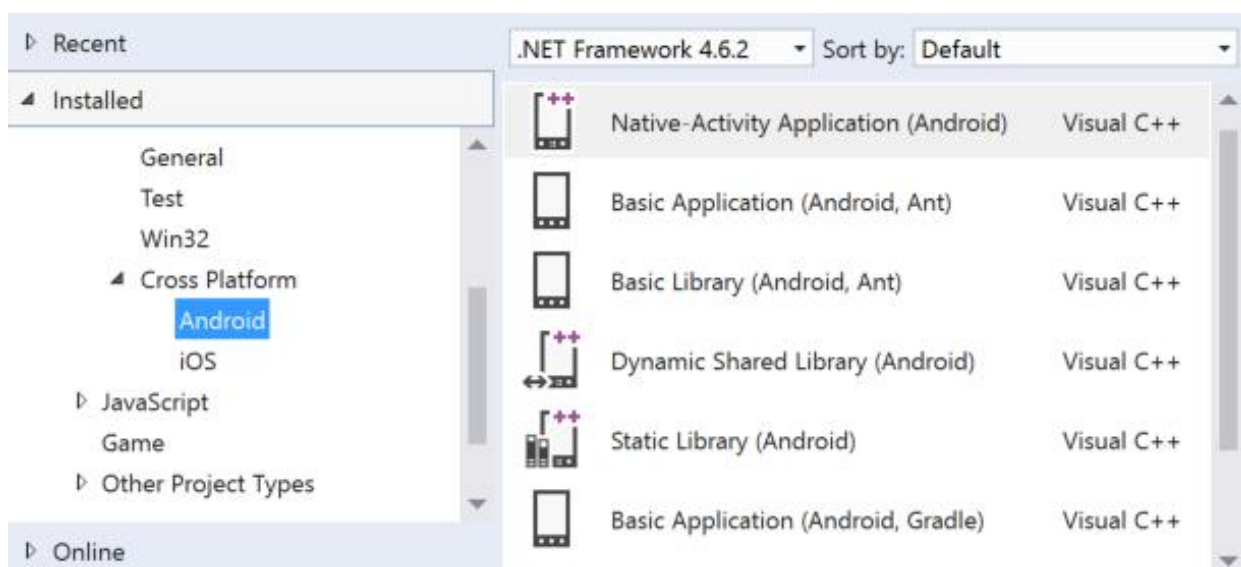 Recent
Installed
General
Test
Win32
Cross Platform
Android
iOS
JavaScript
Game
Other Project Types
Online
.NET Framework 4.6.2 Sort by: Default
Native-Activity Application (Android) Visual C++
Basic Application (Android, Ant) Visual C++
Basic Library (Android, Ant) Visual C++
Dynamic Shared Library (Android) Visual C++
Static Library (Android) Visual C++
Basic Application (Android, Gradle) Visual C++